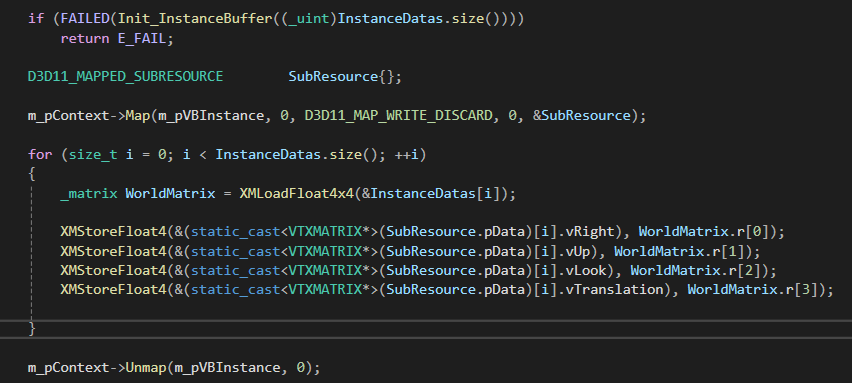 if (FAILED(Init_InstanceBuffer((_uint)InstanceDatas.size())))
return E_FAIL;
D3D11_MAPPED_SUBRESOURCE SubResource{};
m_pContext->Map(m_pVBInstance, 0, D3D11_MAP_WRITE_DISCARD, 0, &SubResource);
for (size_t i = 0; i < InstanceDatas.size(); ++i)
{
_matrix WorldMatrix = XMLoadFloat4x4(&InstanceDatas[i]);
XMStoreFloat4(&(static_cast<VTXMATRIX*>(SubResource.pData)[i].vRight), WorldMatrix.r[0]);
XMStoreFloat4(&(static_cast<VTXMATRIX*>(SubResource.pData)[i].vUp), WorldMatrix.r[1]);
XMStoreFloat4(&(static_cast<VTXMATRIX*>(SubResource.pData)[i].vLook), WorldMatrix.r[2]);
XMStoreFloat4(&(static_cast<VTXMATRIX*>(SubResource.pData)[i].vTranslation), WorldMatrix.r[3]);
}
m_pContext->Unmap(m_pVBInstance, 0);